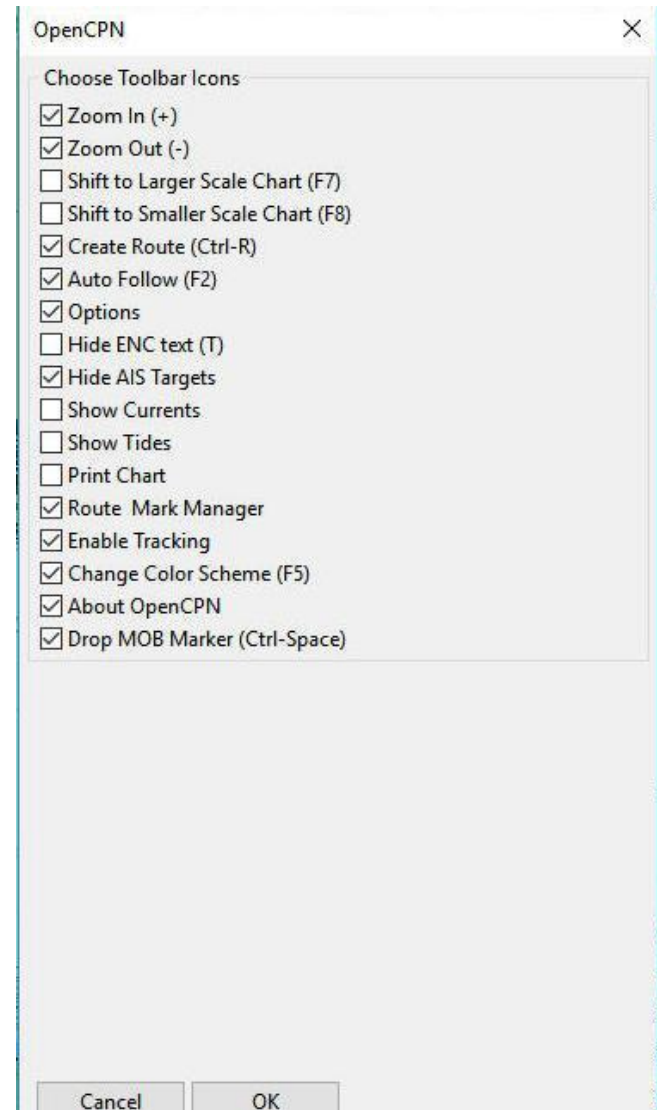 OpenCPN
Choose Toolbar Icons
Zoom In (+)
Zoom Out (-)
Shift to Larger Scale Chart (F7)
Shift to Smaller Scale Chart (F8)
Create Route (Ctrl-R)
Auto Follow (F2)
Options
Hide ENC text (T)
Hide AIS Targets
Show Currents
Show Tides
Print Chart
Route  Mark Manager
Enable Tracking
Change Color Scheme (F5)
About OpenCPN
Drop MOB Marker (Ctrl-Space)
Cancel OK